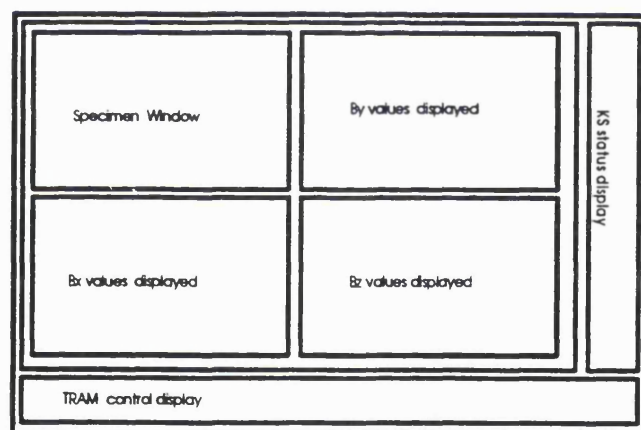 Specimen Window
By values displayed
KS status display
Bx values displayed
Bz values displayed
TRAM control display